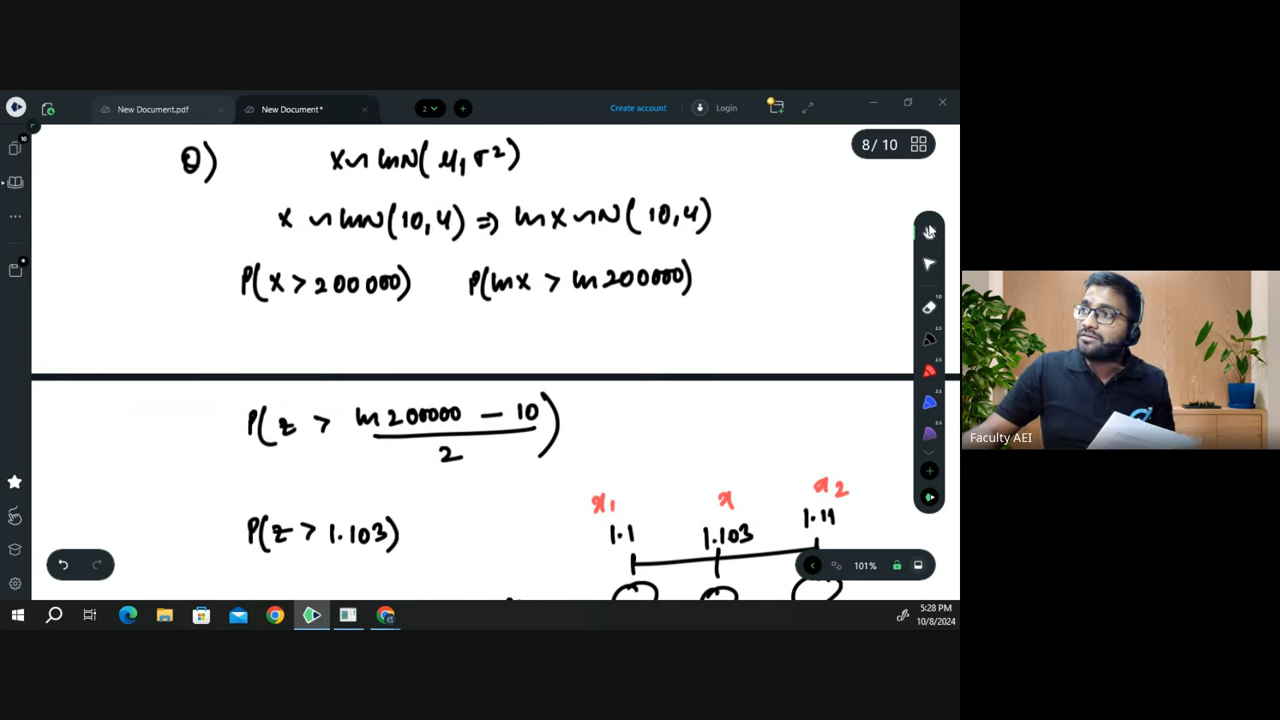 New Document.pdf
New Document*
2
Create account
Login
8 / 10
Q) X ~ lnN( μ, σ²)
X ~ lnN(10,4) ⇒ ln X ~ N(10,4)
P(X > 200000) P(ln X > ln 200000)
P(Z > (ln 200000 – 10)/2)
x₁ x x₂
1.1 1.103 1.11
P(Z > 1.103)
101%
Faculty AEI
5:28 PM
10/8/2024